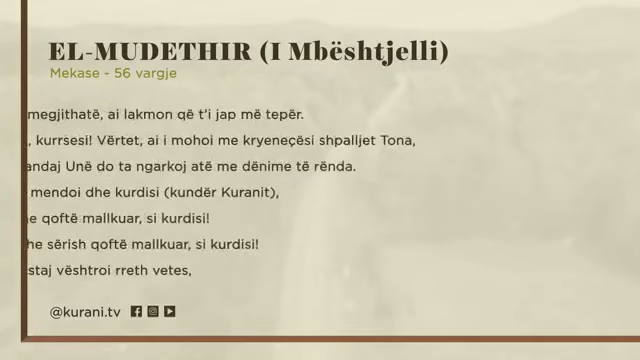 EL-MUDETHIR (I Mbështjelli)
Mekase - 56 vargje
megjithatë, ai lakmon që t'i jap më tepër.
, kurrsesi! Vërtet, ai i mohoi me kryeneçësi shpalljet Tona,
andaj Unë do ta ngarkoj atë me dënime të rënda.
mendoi dhe kurdisi (kundër Kuranit),
qoftë mallkuar, si kurdisi!
he sërish qoftë mallkuar, si kurdisi!
staj vështroi rreth vetes,
@kurani.tv